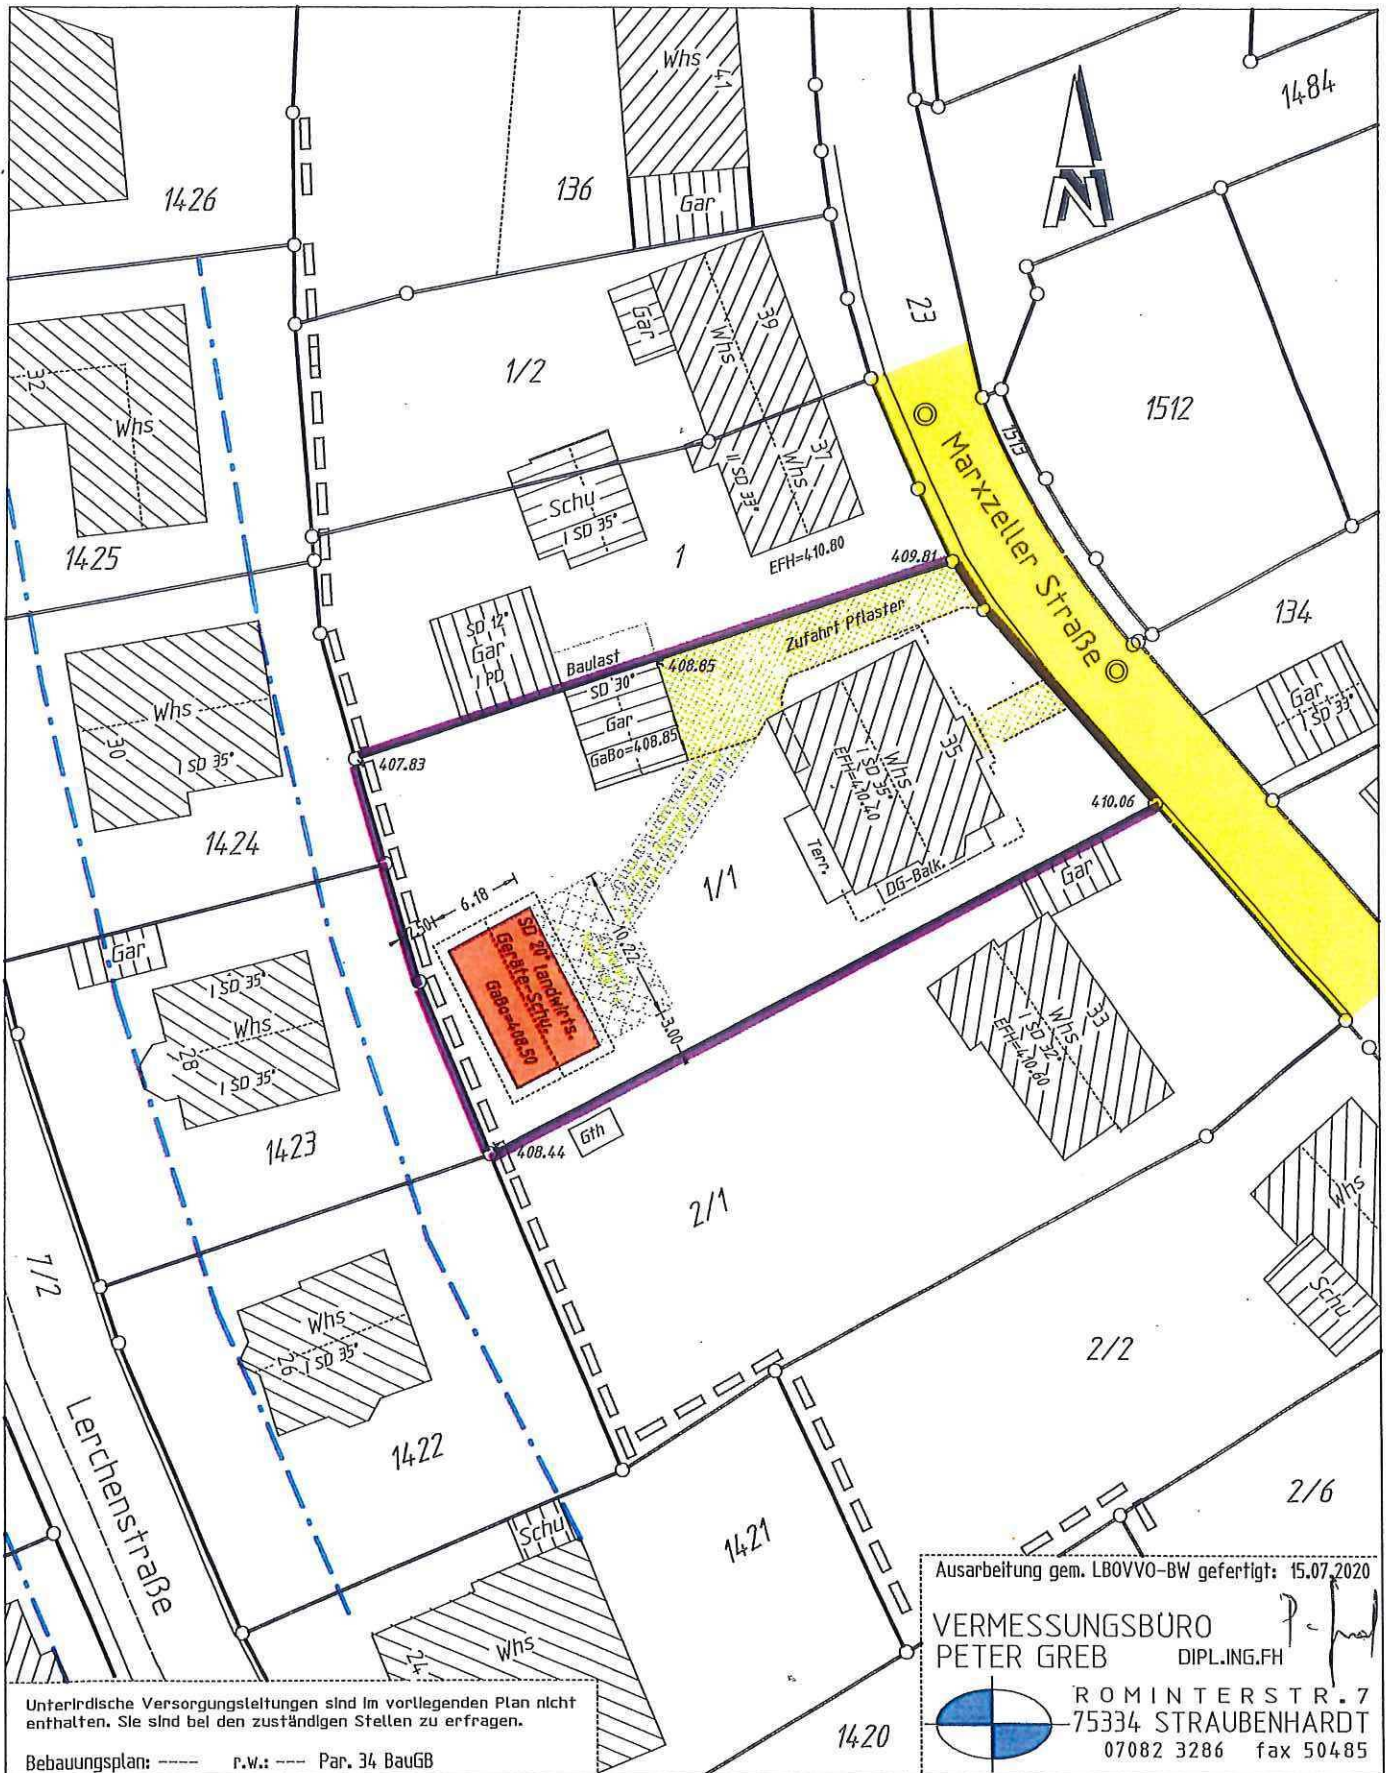 Whs
41
1484
1426
136
Gar
23
39
Whs
Gar
1/2
32
Whs
1512
37
Whs
II SD 33°
1513
Marxzeller Straße
Schu
I SD 35°
1425
1
EFH=410.80
409.81
134
SD 12°
Gar
I PD
Baulast
Zufahrt Pflaster
408.85
SD 30°
Gar
GaBo=408.85
Whs
30
I SD 35°
Gar
I SD 33°
35
Whs
I SD 35°
EFH=410.40
407.83
410.06
1424
Terr.
DG-Balk.
1/1
Gar
6.18
2.50
Gar
SD 20° landwirts.
Geräte-Schu.
GaBo=408.50
10.22
3.00
I SD 35°
Whs
28
I SD 35°
33
Whs
I SD 32°
EFH=410.60
Gth
408.44
1423
2/1
Whs
Schu
7/2
Whs
26
I SD 35°
2/2
Lerchenstraße
1422
2/6
Schu
1421
Whs
24
1420
Ausarbeitung gem. LBOVVO-BW gefertigt: 15.07.2020
VERMESSUNGSBÜRO
PETER GREB DIPL.ING.FH
ROMINTERSTR.7
75334 STRAUBENHARDT
07082 3286 fax 50485
Unterirdische Versorgungsleitungen sind im vorliegenden Plan nicht
enthalten. Sie sind bei den zuständigen Stellen zu erfragen.
Bebauungsplan: ---- r.w.: --- Par. 34 BauGB
N